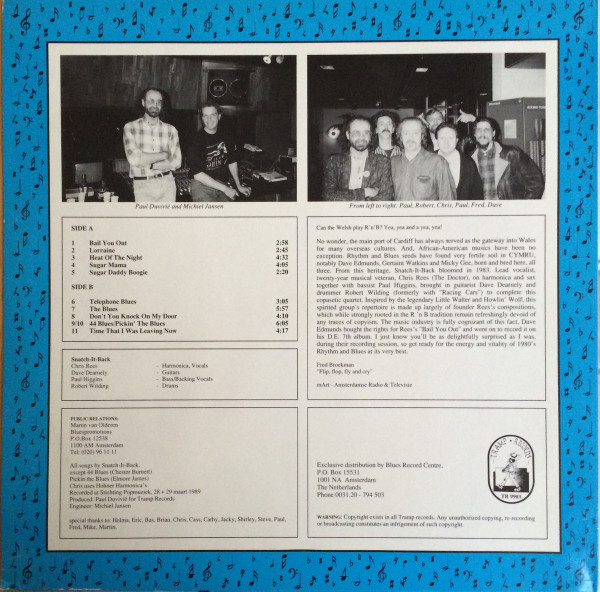 Paul Duvivié and Michiel Jansen
From left to right: Paul, Robert, Chris, Paul, Fred, Dave
SIDE A
1 Bail You Out 2:58
2 Lorraine 2:45
3 Heat Of The Night 4:32
4 Sugar Mama 4:05
5 Sugar Daddy Boogie 2:20
SIDE B
6 Telephone Blues 3:05
7 The Blues 5:57
8 Don't You Knock On My Door 4:10
9/10 44 Blues/Pickin' The Blues 6:05
11 Time That I Was Leaving Now 4:17
Snatch-It-Back
Chris Rees - Harmonica, Vocals
Dave Dearnely - Guitars
Paul Higgins - Bass/Backing Vocals
Robert Wilding - Drums
Can the Welsh play R'n'B? Yea, yea and a yea, yea!
No wonder, the main port of Cardiff has always served as the gateway into Wales
for many overseas cultures. And, African-American musics have been no
exception. Rhythm and Blues seeds have found very fertile soil in CYMRU,
notably Dave Edmunds, Gertaint Watkins and Micky Gee, born and bred here, all
three. From this heritage, Snatch-It-Back bloomed in 1983. Lead vocalist,
twenty-year musical veteran, Chris Rees (The Doctor), on harmonica and sax
together with bassist Paul Higgins, brought in guitarist Dave Dearnely and
drummer Robert Wilding (formerly with "Racing Cars") to complete this
coquastic quartet. Inspired by the legendary Little Walter and Howlin' Wolf, this
spirited group's repertoire is made up largely of founder Rees's compositions,
which while strongly rooted in the R 'n B tradition remain refreshingly devoid of
any traces of copyism. The music industry is fully cognizant of this fact, Dave
Edmunds bought the rights for Rees's "Bail You Out" and went on to record it on
his D.E. 7th album. I just know you'll be as delightfully surprised as I was,
during their recording session, so get ready for the energy and vitality of 1980's
Rhythm and Blues at its very best.
Fred Brorkman
"Flip, flop, fly and cry"
mArt - Amsterdamse Radio & Televisie
PUBLIC RELATIONS:
Martin van Olderen
Bluespromotions
P.O.Box 12538
1100 AM Amsterdam
Tel: (020) 96 11 11
All songs by Snatch-It-Back,
except 44 Blues (Chester Burnett)
Pickin the Blues (Elmore James)
Chris uses Hohner Harmonica's
Recorded at Stichting Popmuziek, 28 + 29 maart 1989
Produced: Paul Duvivié for Tramp Records
Engineer: Michiel Jansen
special thanks to: Helma, Eric, Bas, Brian, Chris, Cass, Cathy, Jacky, Shirley, Steve, Paul,
Fred, Mike, Martin.
Exclusive distribution by Blues Record Centre,
P.O. Box 15531
1001 NA Amsterdam
The Netherlands
Phone 0031.20 - 794 503
TRAMP RECORDS
TR 9903
WARNING: Copyright exists in all Tramp records. Any unauthorized copying, re-recording
or broadcasting constitutes an infrigement of such copyright.